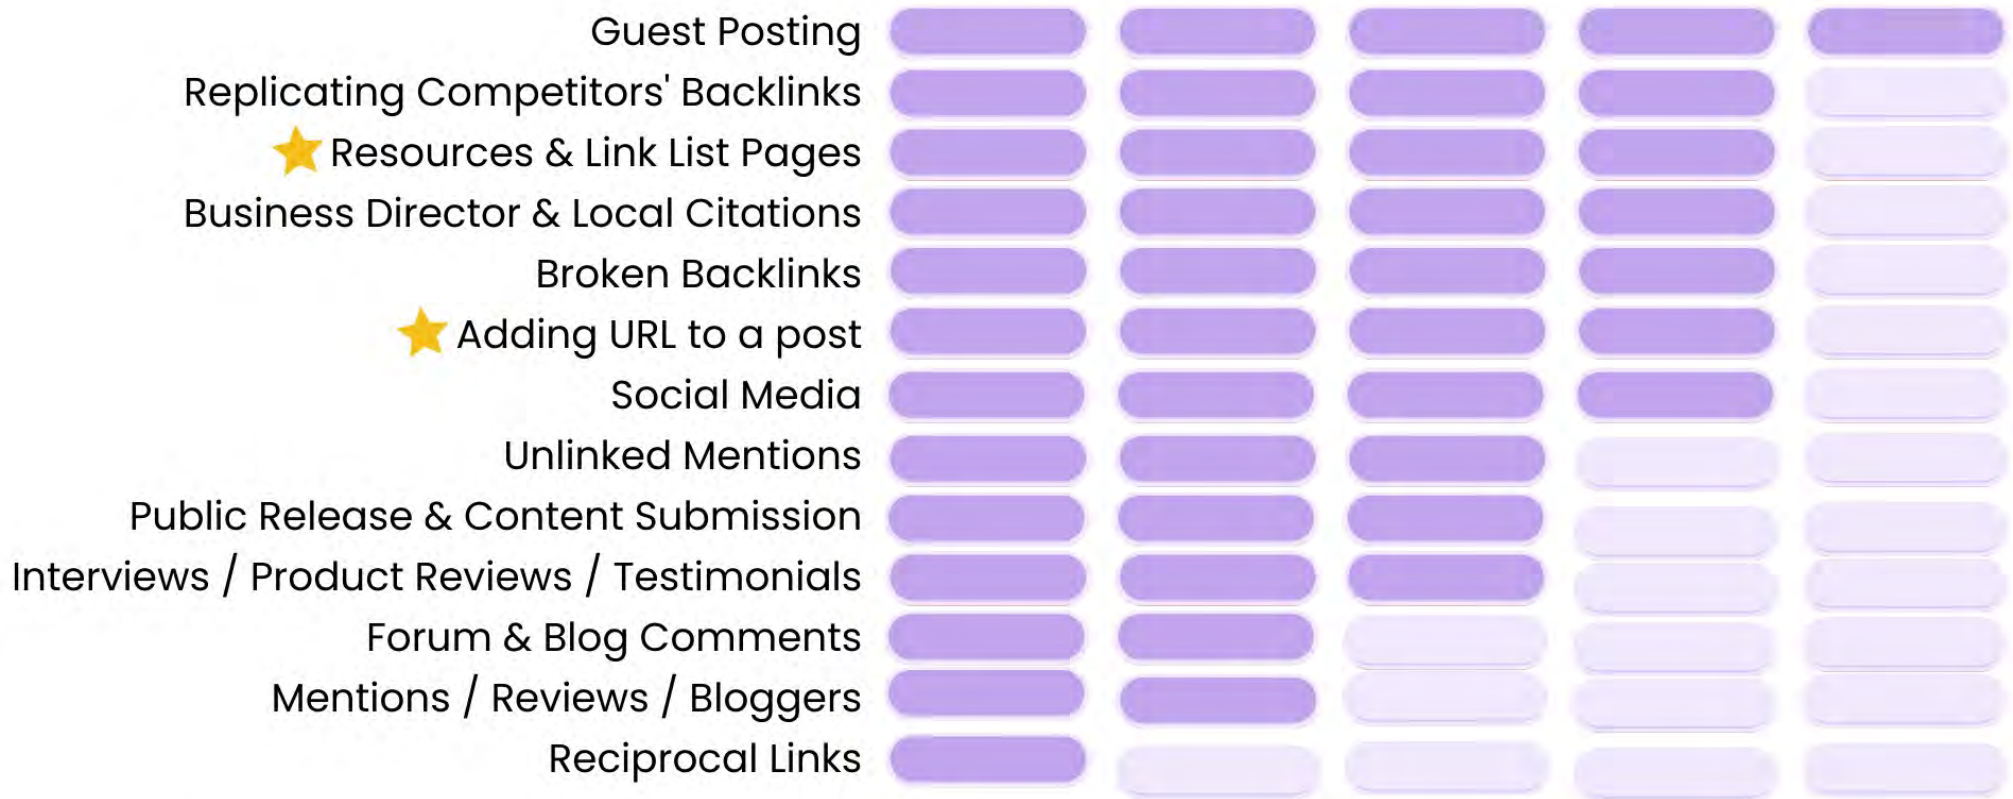 Guest Posting
Replicating Competitors' Backlinks
Resources & Link List Pages
Business Director & Local Citations
Broken Backlinks
Adding URL to a post
Social Media
Unlinked Mentions
Public Release & Content Submission
Interviews / Product Reviews / Testimonials
Forum & Blog Comments
Mentions / Reviews / Bloggers
Reciprocal Links